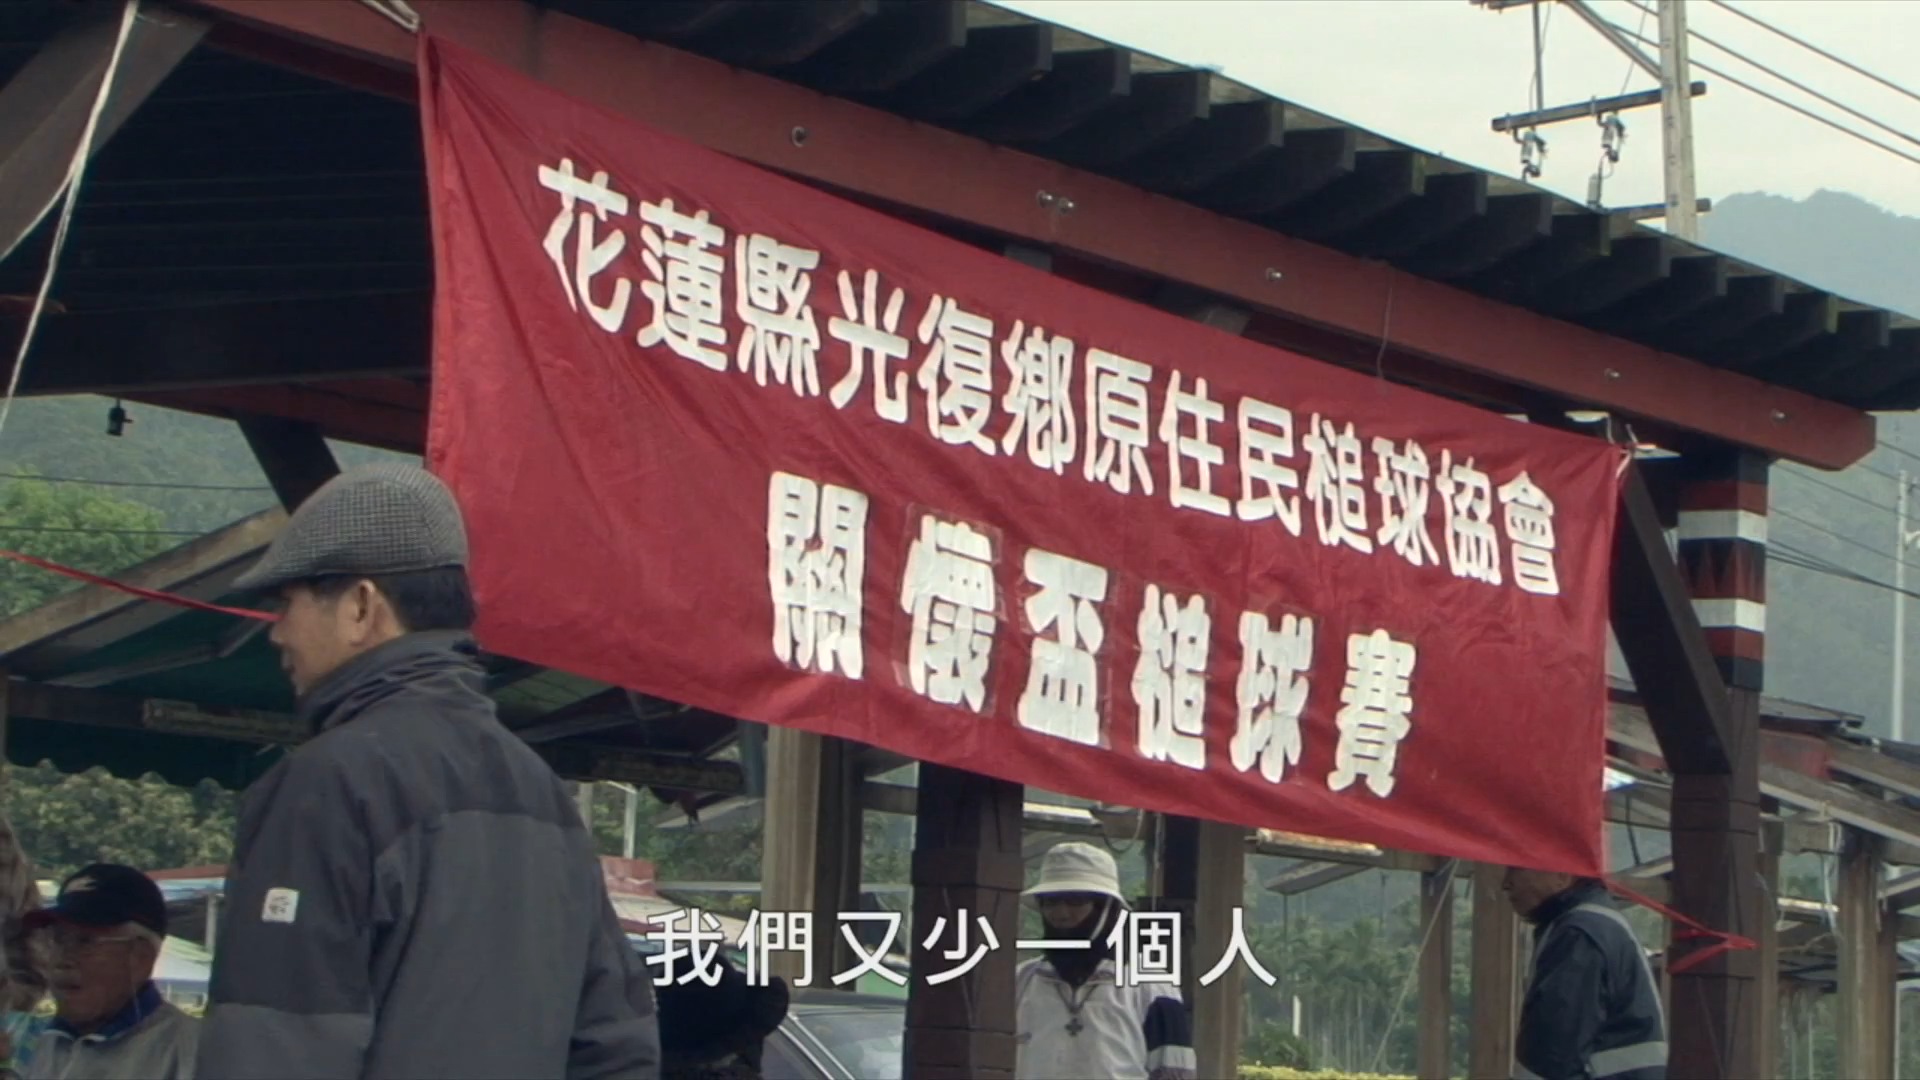 花蓮縣光復鄉原住民槌球協會
關懷盃槌球賽
我們又少一個人